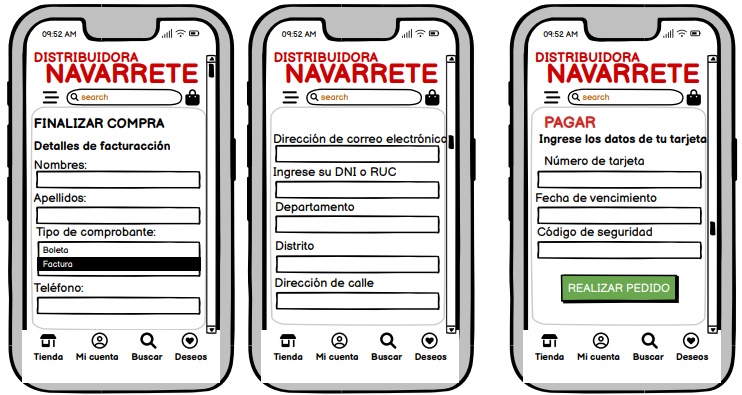 09:52 AM
DISTRIBUIDORA
NAVARRETE
search
FINALIZAR COMPRA
Detalles de facturacción
Nombres:
Apellidos:
Tipo de comprobante:
Boleta
Factura
Teléfono:
Tienda Mi cuenta Buscar Deseos
09:52 AM
DISTRIBUIDORA
NAVARRETE
search
Dirección de correo electrónico
Ingrese su DNI o RUC
Departamento
Distrito
Dirección de calle
Tienda Mi cuenta Buscar Deseos
09:52 AM
DISTRIBUIDORA
NAVARRETE
search
PAGAR
Ingrese los datos de tu tarjeta
Número de tarjeta
Fecha de vencimiento
Código de seguridad
REALIZAR PEDIDO
Tienda Mi cuenta Buscar Deseos